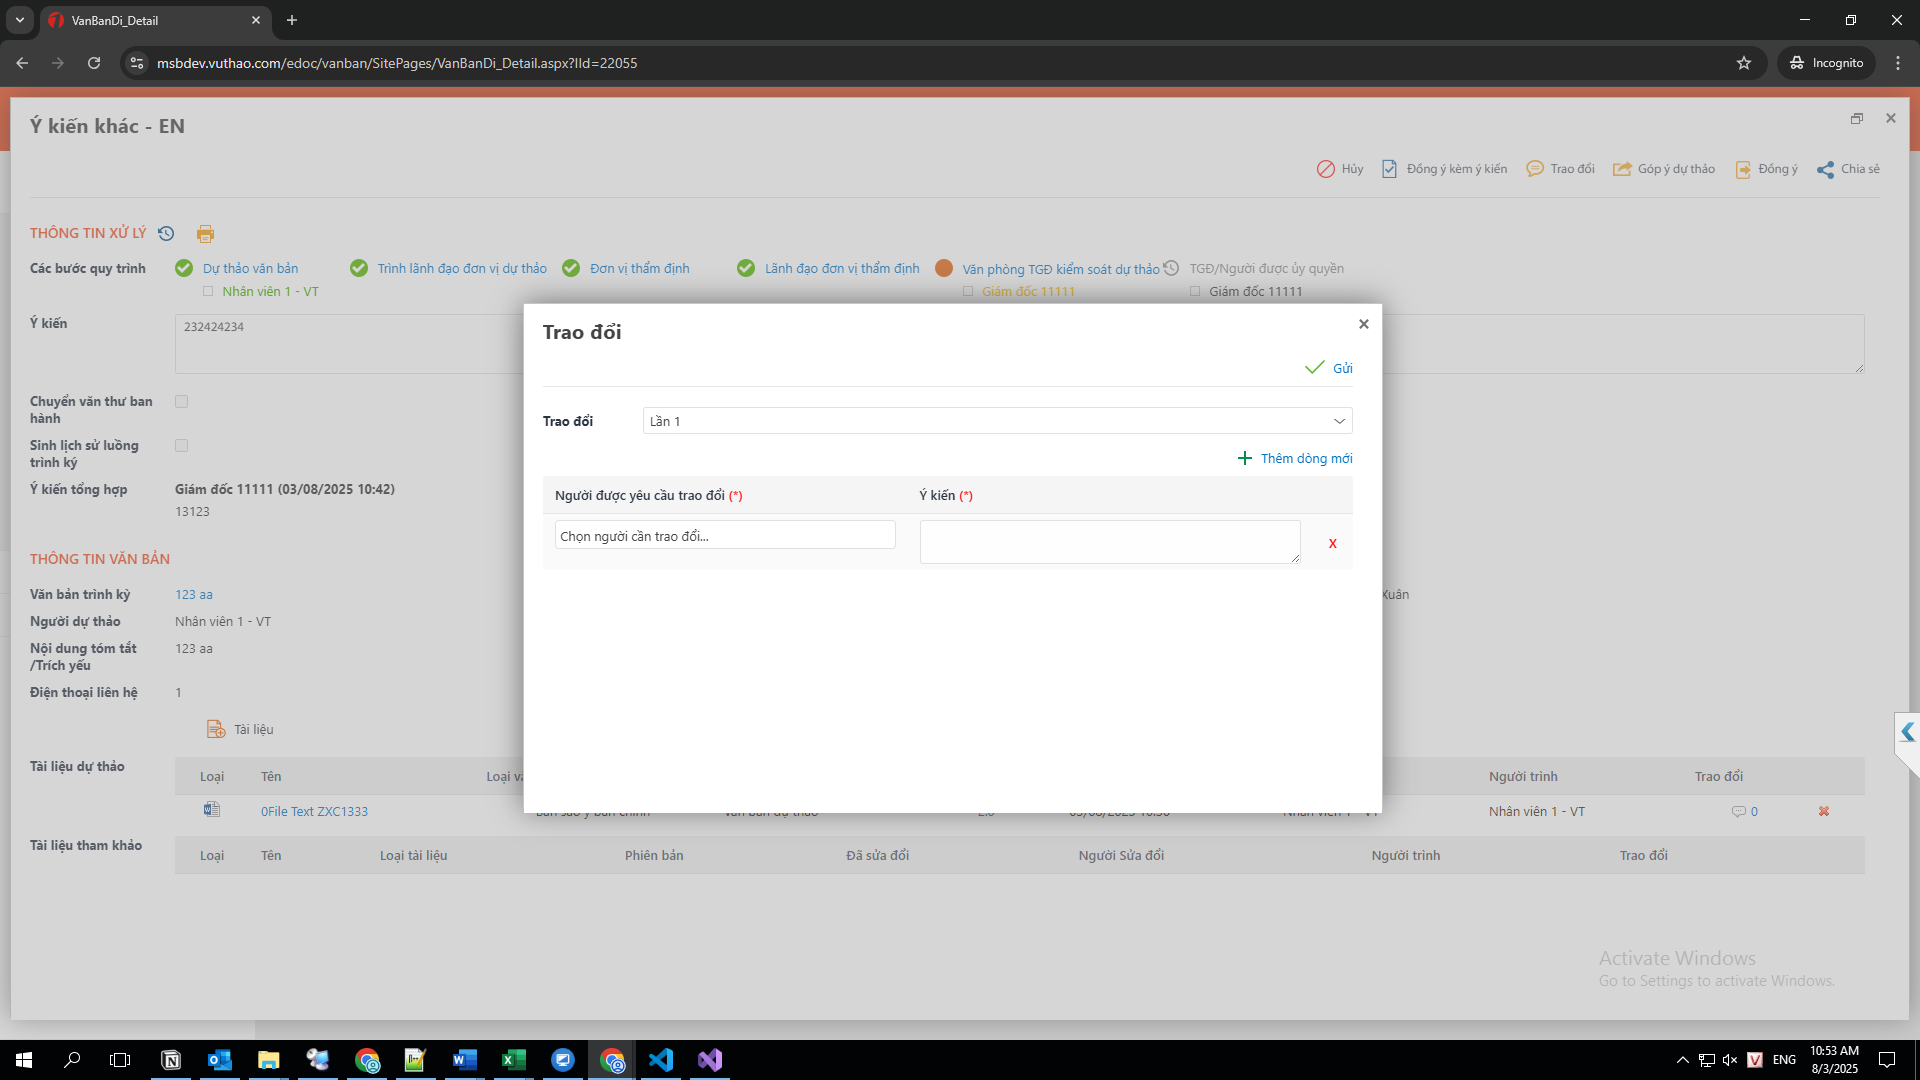 VanBanDi_Detail
msbdev.vuthao.com/edoc/vanban/SitePages/VanBanDi_Detail.aspx?IId=22055
Incognito
Ý kiến khác - EN
Hủy
Đồng ý kèm ý kiến
Trao đổi
Góp ý dự thảo
Đồng ý
Chia sẻ
THÔNG TIN XỬ LÝ
Các bước quy trình
Dự thảo văn bản
Trình lãnh đạo đơn vị dự thảo
Đơn vị thẩm định
Lãnh đạo đơn vị thẩm định
Văn phòng TGĐ kiểm soát dự thảo
TGĐ/Người được ủy quyền
Nhân viên 1 - VT
Giám đốc 11111
Giám đốc 11111
Ý kiến
232424234
Chuyển văn thư ban
hành
Sinh lịch sử luồng
trình ký
Ý kiến tổng hợp
Giám đốc 11111 (03/08/2025 10:42)
13123
Trao đổi
Gửi
Trao đổi
Lần 1
Thêm dòng mới
Người được yêu cầu trao đổi (*)
Ý kiến (*)
Chọn người cần trao đổi...
X
THÔNG TIN VĂN BẢN
Văn bản trình ký
123 aa
Xuân
Người dự thảo
Nhân viên 1 - VT
Nội dung tóm tắt
/Trích yếu
123 aa
Điện thoại liên hệ
1
Tài liệu
Tài liệu dự thảo
Loại
Tên
Loại v
Người trình
Trao đổi
0File Text ZXC1333
Nhân viên 1 - VT
0
Tài liệu tham khảo
Loại
Tên
Loại tài liệu
Phiên bản
Đã sửa đổi
Người Sửa đổi
Người trình
Trao đổi
Activate Windows
Go to Settings to activate Windows.
ENG
10:53 AM
8/3/2025